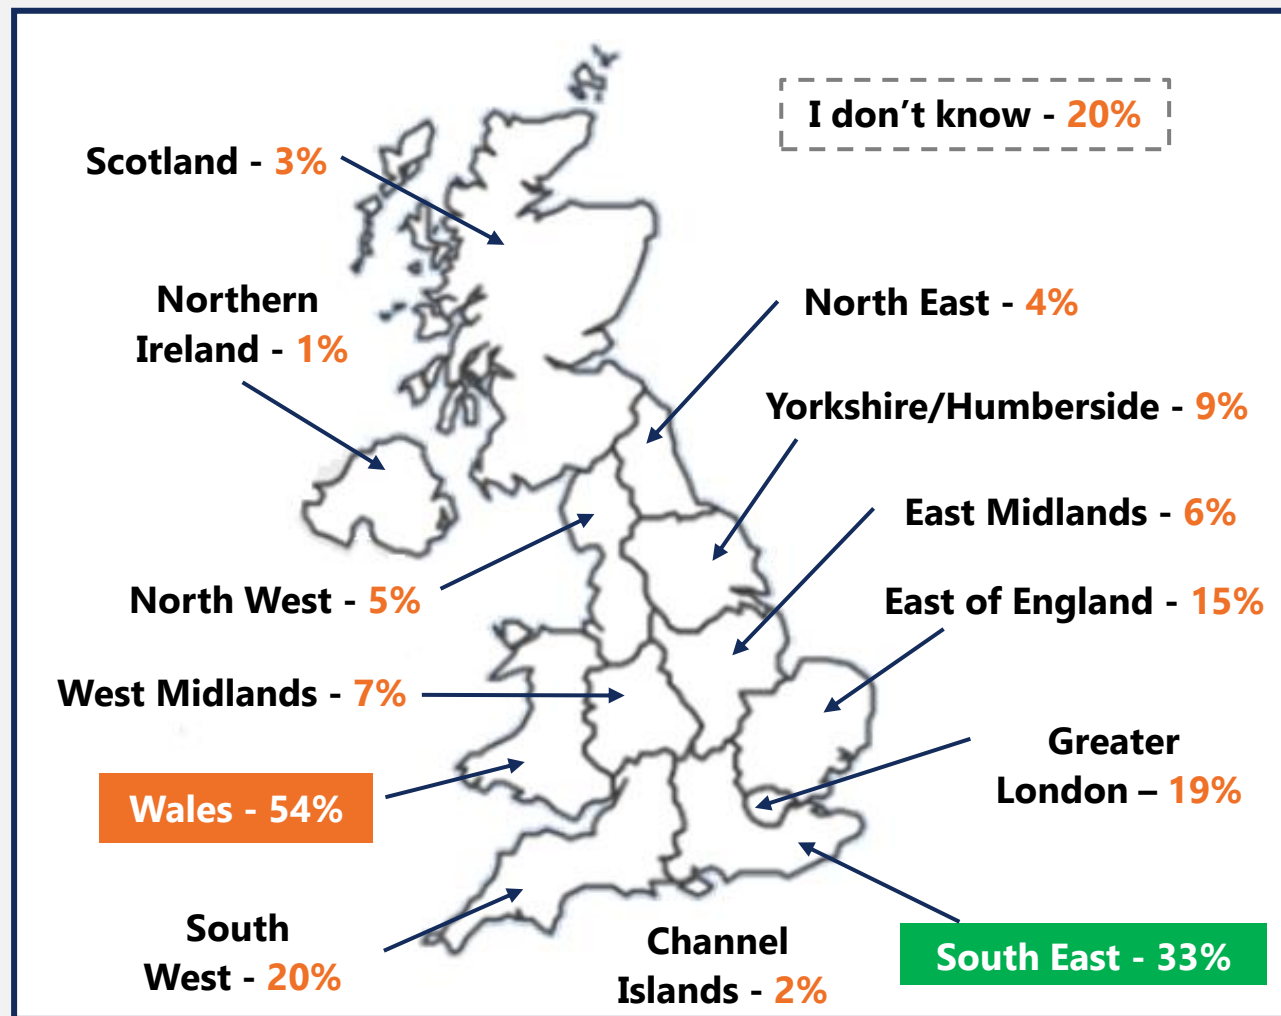 I don’t know - 20%
Scotland - 3%
Northern
Ireland - 1%
North East - 4%
Yorkshire/Humberside - 9%
East Midlands - 6%
North West - 5%
East of England - 15%
West Midlands - 7%
Greater
London – 19%
Wales - 54%
South
West - 20%
Channel
Islands - 2%
South East - 33%